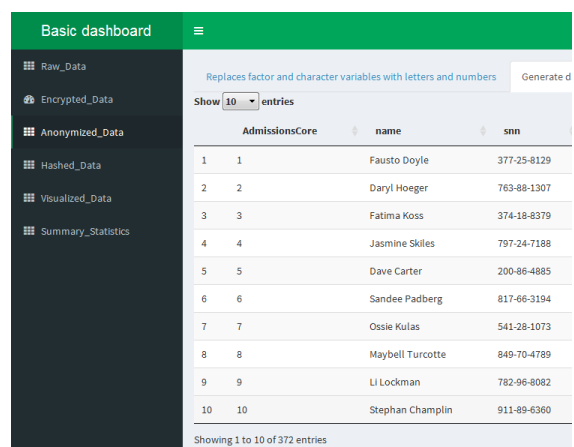 Basic dashboard
Raw_Data
Encrypted_Data
Anonymized_Data
Hashed_Data
Visualized_Data
Summary_Statistics
Replaces factor and character variables with letters and numbers Generate d
Show 10 entries
AdmissionsCore name snn
1 1 Fausto Doyle 377-25-8129
2 2 Daryl Hoeger 763-88-1307
3 3 Fatima Koss 374-18-8379
4 4 Jasmine Skiles 797-24-7188
5 5 Dave Carter 200-86-4885
6 6 Sandee Padberg 817-66-3194
7 7 Ossie Kulas 541-28-1073
8 8 Maybell Turcotte 849-70-4789
9 9 Li Lockman 782-96-8082
10 10 Stephan Champlin 911-89-6360
Showing 1 to 10 of 372 entries